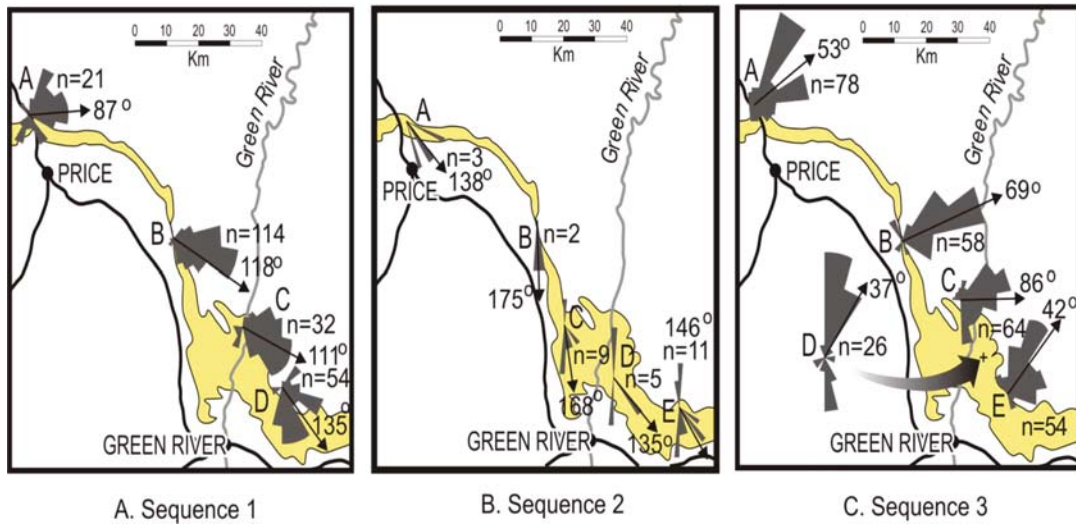 0 10 20 30 40
Km
Green River
A
n=21
87°
PRICE
B
n=114
118°
C
n=32
111°
n=54
D
135°
GREEN RIVER
A. Sequence 1
0 10 20 30 40
Km
Green River
A
n=3
PRICE
138°
B
n=2
175°
C
146°
n=9
D
n=11
n=5
E
168°
135°
GREEN RIVER
B. Sequence 2
0 10 20 30 40
Km
Green River
A
53°
n=78
PRICE
69°
B
n=58
37°
C
86°
42°
n=64
D
n=26
E
n=54
GREEN RIVER
C. Sequence 3